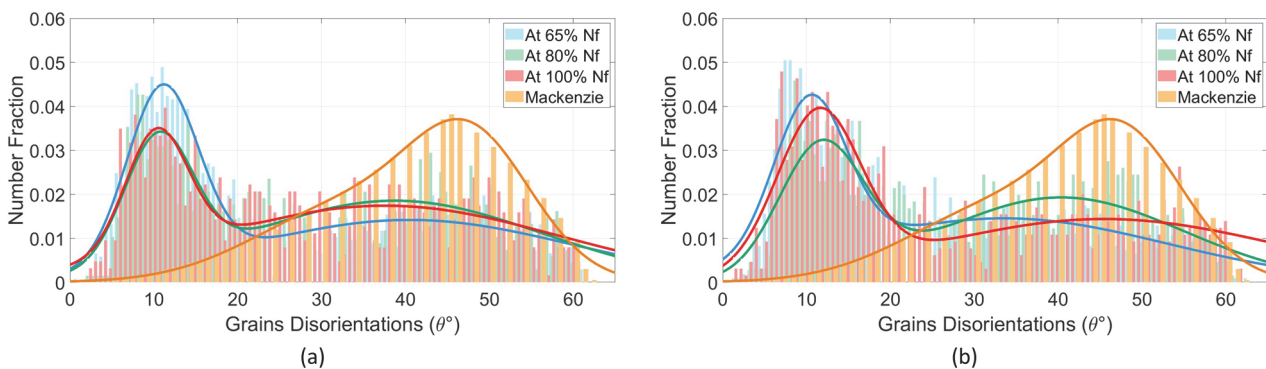 0.06
0.05
0.04
0.03
0.02
0.01
0
Number Fraction
At 65% Nf
At 80% Nf
At 100% Nf
Mackenzie
0 10 20 30 40 50 60
Grains Disorientations (θ°)
(a)
0.06
0.05
0.04
0.03
0.02
0.01
0
Number Fraction
At 65% Nf
At 80% Nf
At 100% Nf
Mackenzie
0 10 20 30 40 50 60
Grains Disorientations (θ°)
(b)